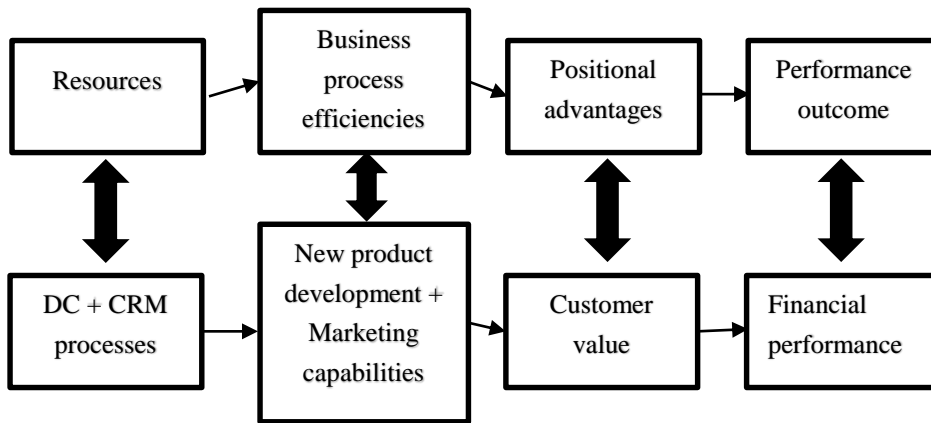 Resources
Business
process
efficiencies
Positional
advantages
Performance
outcome
DC + CRM
processes
New product
development +
Marketing
capabilities
Customer
value
Financial
performance